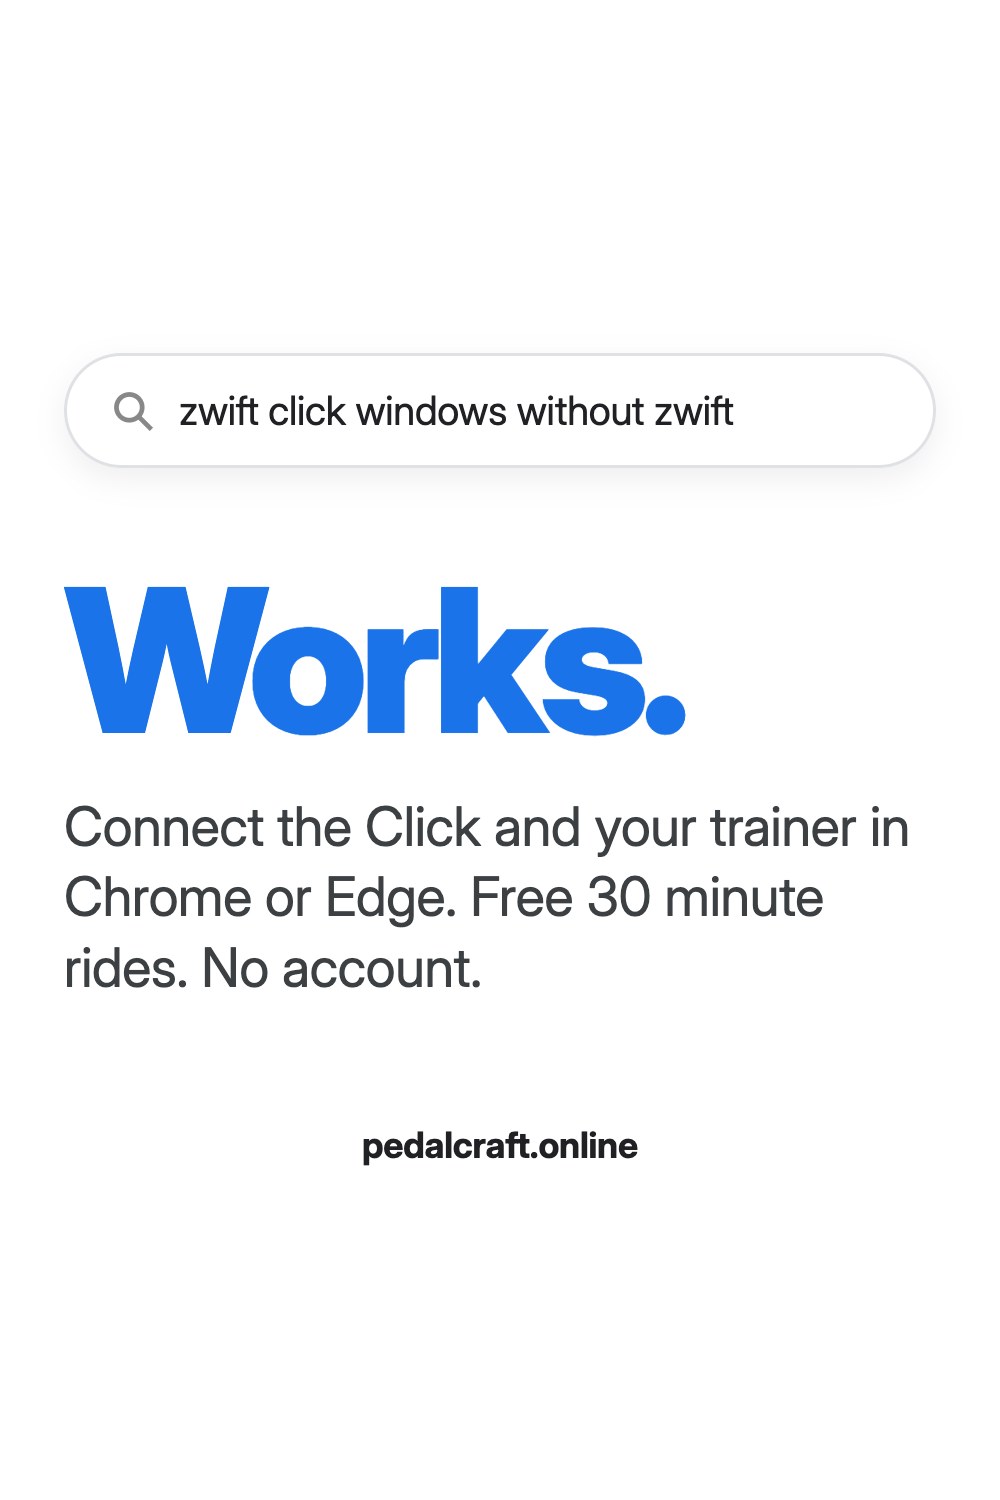 zwift click windows without zwift
Works.
Connect the Click and your trainer in
Chrome or Edge. Free 30 minute
rides. No account.
pedalcraft.online